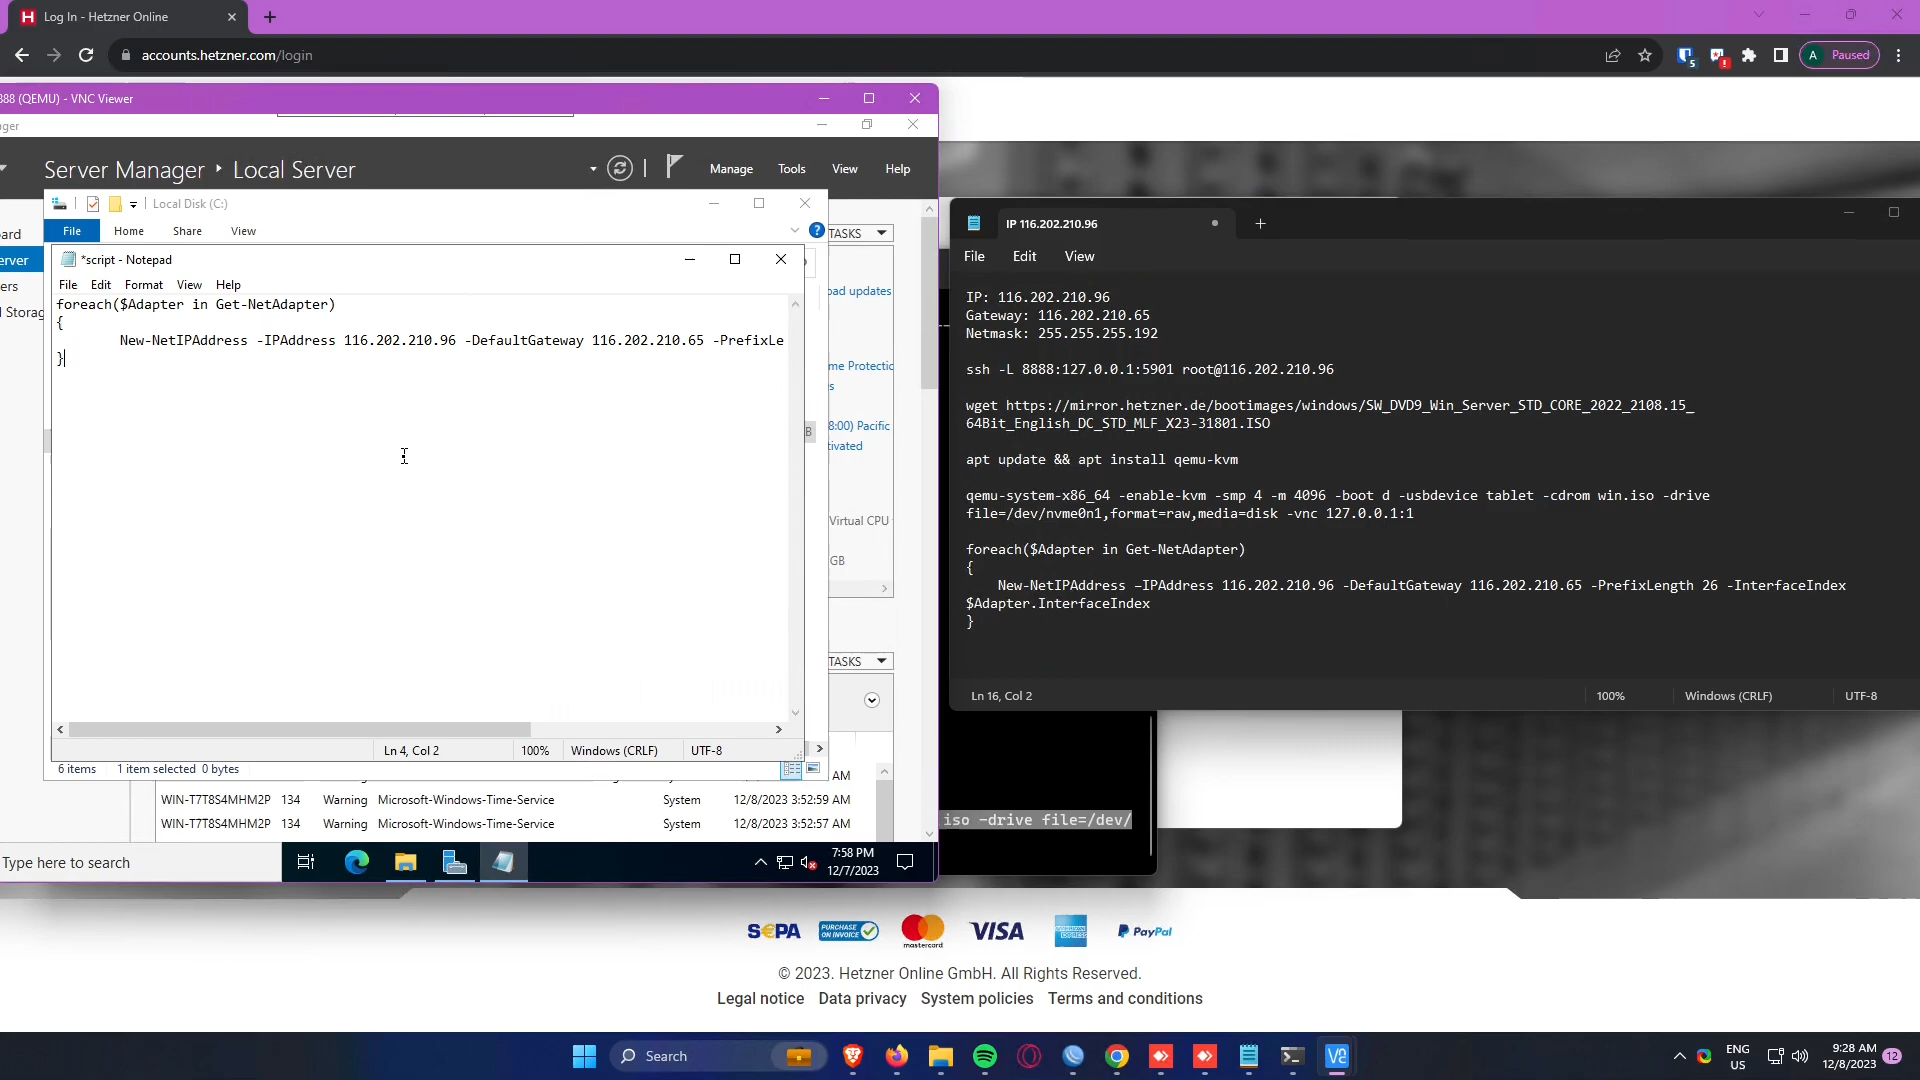 Log In - Hetzner Online
accounts.hetzner.com/login
A Paused
888 (QEMU) - VNC Viewer
ager
Server Manager
Local Server
Manage
Tools
View
Help
Local Disk (C:)
File
Home
Share
View
TASKS
*script - Notepad
File
Edit
Format
View
Help
foreach($Adapter in Get-NetAdapter)
{
New-NetIPAddress -IPAddress 116.202.210.96 -DefaultGateway 116.202.210.65 -PrefixLe
}
Ln 4, Col 2
100%
Windows (CRLF)
UTF-8
6 items
1 item selected 0 bytes
oard
erver
ers
d Storag
oad updates
me Protectic
s
8:00) Pacific
tivated
Virtual CPU
GB
TASKS
AM
WIN-T7T8S4MHM2P 134 Warning Microsoft-Windows-Time-Service System 12/8/2023 3:52:59 AM
WIN-T7T8S4MHM2P 134 Warning Microsoft-Windows-Time-Service System 12/8/2023 3:52:57 AM
Type here to search
7:58 PM
12/7/2023
IP 116.202.210.96
File
Edit
View
IP: 116.202.210.96
Gateway: 116.202.210.65
Netmask: 255.255.255.192
ssh -L 8888:127.0.0.1:5901 root@116.202.210.96
wget https://mirror.hetzner.de/bootimages/windows/SW_DVD9_Win_Server_STD_CORE_2022_2108.15_
64Bit_English_DC_STD_MLF_X23-31801.ISO
apt update && apt install qemu-kvm
qemu-system-x86_64 -enable-kvm -smp 4 -m 4096 -boot d -usbdevice tablet -cdrom win.iso -drive
file=/dev/nvme0n1,format=raw,media=disk -vnc 127.0.0.1:1
foreach($Adapter in Get-NetAdapter)
{
New-NetIPAddress –IPAddress 116.202.210.96 -DefaultGateway 116.202.210.65 -PrefixLength 26 -InterfaceIndex
$Adapter.InterfaceIndex
}
Ln 16, Col 2
100%
Windows (CRLF)
UTF-8
iso -drive file=/dev/
SEPA
PURCHASE ON INVOICE
mastercard
VISA
AMERICAN EXPRESS
PayPal
© 2023. Hetzner Online GmbH. All Rights Reserved.
Legal notice
Data privacy
System policies
Terms and conditions
Search
ENG
US
9:28 AM
12/8/2023
12